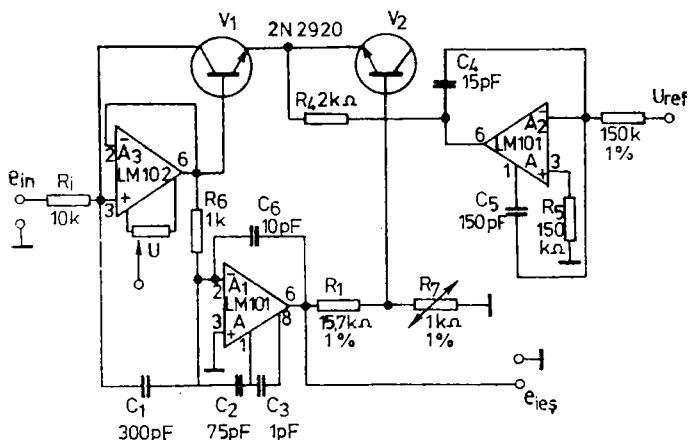 V1
2N 2920
V2
C4
15pF
R4 2kΩ
A3
LM102
2
6
3
+
ein
Ri
10k
U
R6
1k
C6
10pF
6
A2
LM101
A
1
3
+
Uref
150k
1%
C5
150pF
R5
150
kΩ
2
A1
LM101
A
3
+
1
8
6
R1
15,7kΩ
1%
R7
1kΩ
1%
eieș
C1
300pF
C2
75pF
C3
1pF